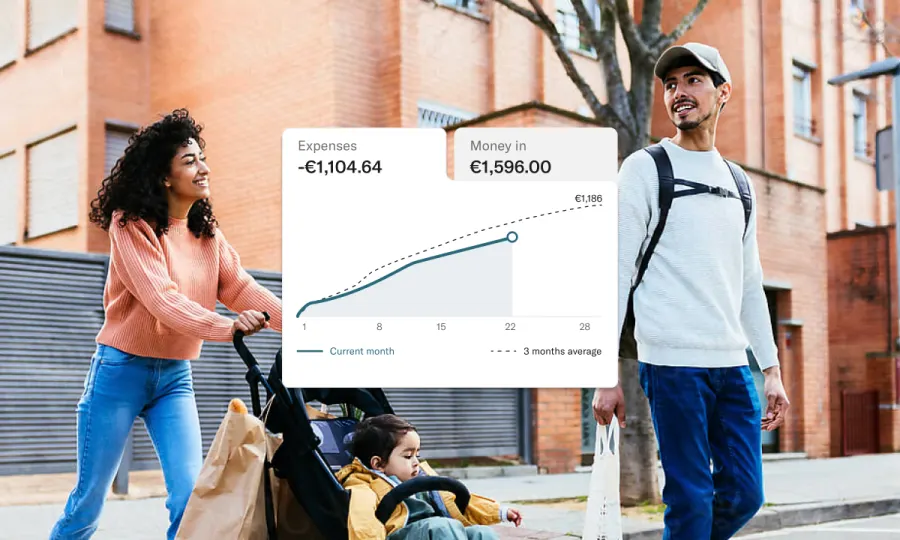 Expenses
-€1,104.64
Money in
€1,596.00
€1,186
1 8 15 22 28
Current month
3 months average